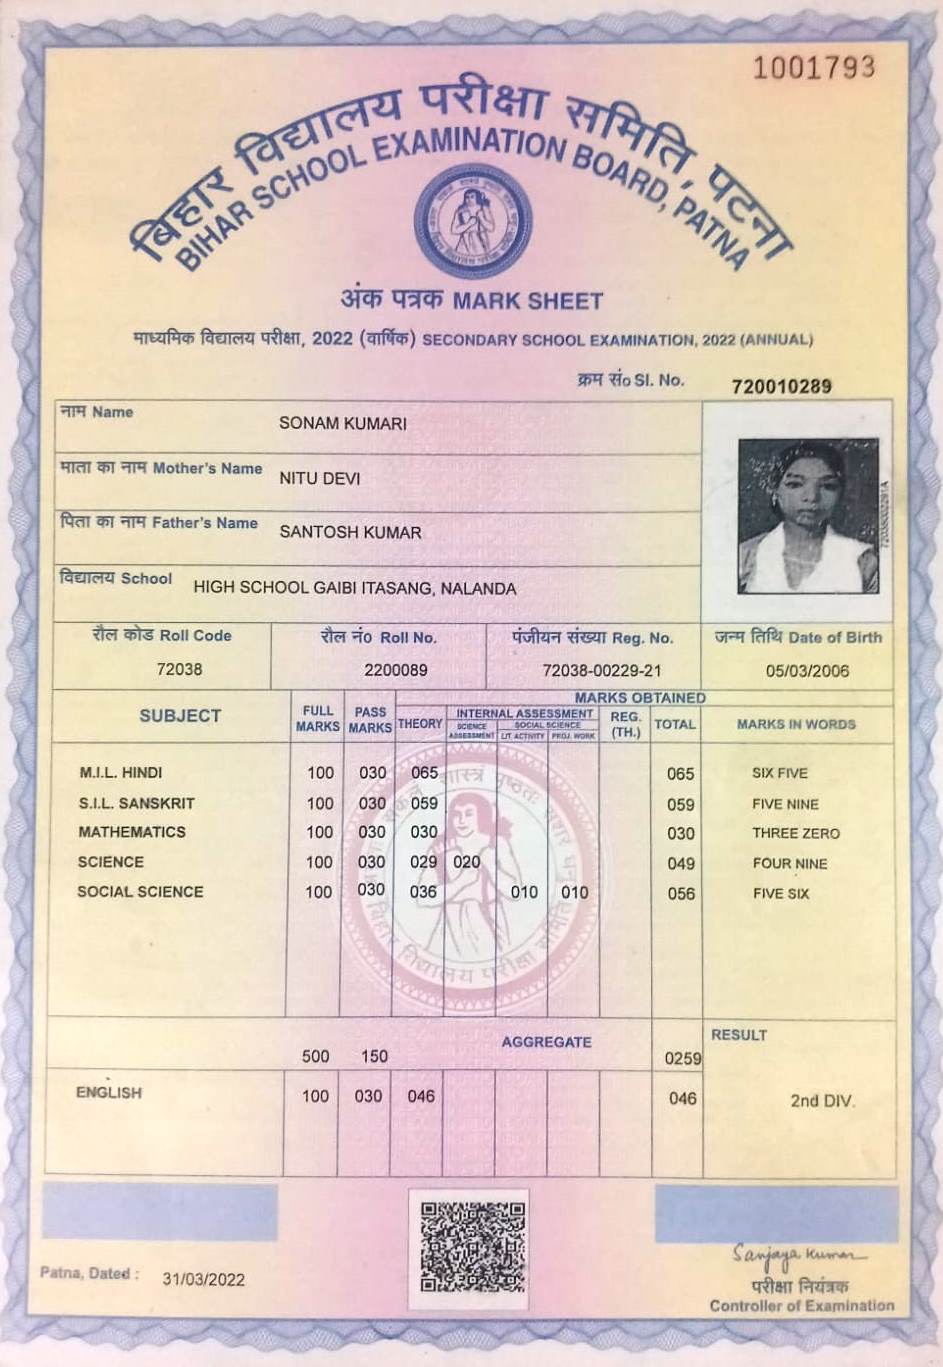 1001793
बिहार विद्यालय परीक्षा समिति, पटना
BIHAR SCHOOL EXAMINATION BOARD, PATNA
अंक पत्रक MARK SHEET
माध्यमिक विद्यालय परीक्षा, 2022 (वार्षिक) SECONDARY SCHOOL EXAMINATION, 2022 (ANNUAL)
क्रम सं० Sl. No. 720010289
नाम Name SONAM KUMARI
माता का नाम Mother's Name NITU DEVI
पिता का नाम Father's Name SANTOSH KUMAR
विद्यालय School HIGH SCHOOL GAIBI ITASANG, NALANDA
रौल कोड Roll Code रौल नं० Roll No. पंजीयन संख्या Reg. No. जन्म तिथि Date of Birth
72038 2200089 72038-00229-21 05/03/2006
MARKS OBTAINED
SUBJECT FULL MARKS PASS MARKS THEORY INTERNAL ASSESSMENT REG. (TH.) TOTAL MARKS IN WORDS
SCIENCE ASSESSMENT SOCIAL SCIENCE
LIT. ACTIVITY PROJ. WORK
M.I.L. HINDI 100 030 065 065 SIX FIVE
S.I.L. SANSKRIT 100 030 059 059 FIVE NINE
MATHEMATICS 100 030 030 030 THREE ZERO
SCIENCE 100 030 029 020 049 FOUR NINE
SOCIAL SCIENCE 100 030 036 010 010 056 FIVE SIX
बिहार विद्यालय परीक्षा समिति
AGGREGATE RESULT
500 150 0259
ENGLISH 100 030 046 046 2nd DIV.
Sanjaya Kumar
Patna, Dated : 31/03/2022
परीक्षा नियंत्रक
Controller of Examination